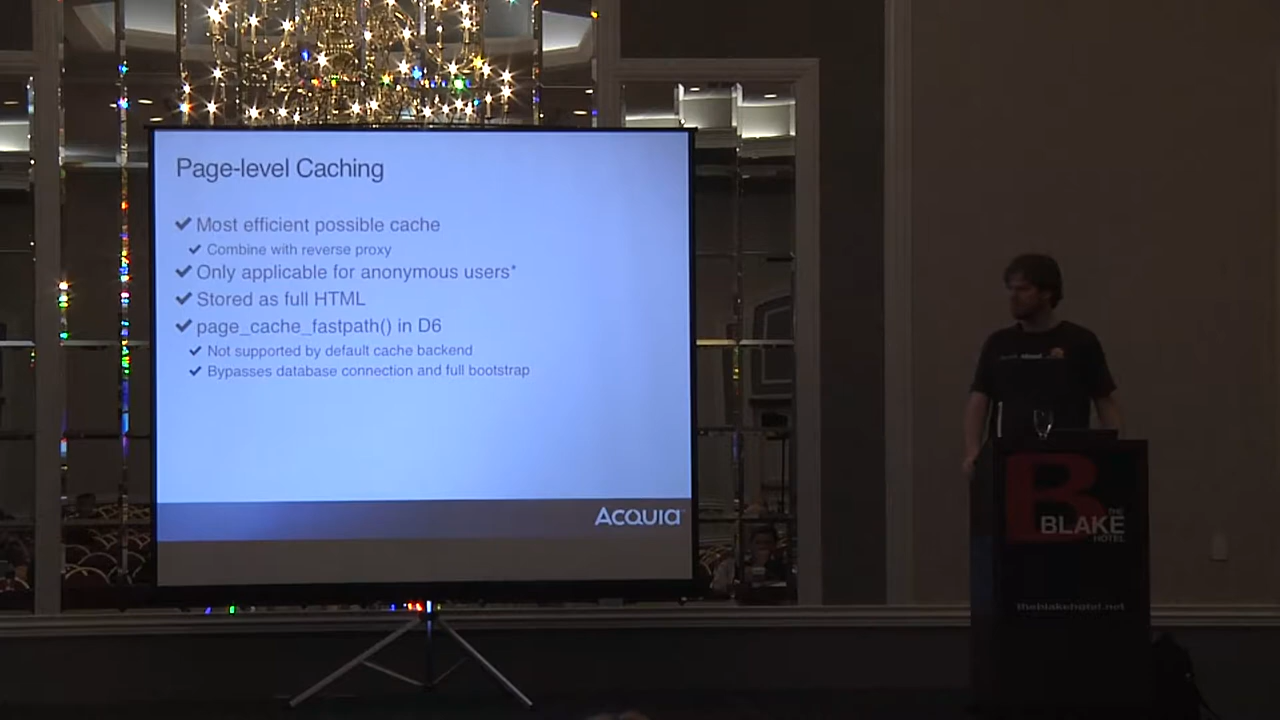 Page-level Caching
✔ Most efficient possible cache
✔ Combine with reverse proxy
✔ Only applicable for anonymous users*
✔ Stored as full HTML
✔ page_cache_fastpath() in D6
✔ Not supported by default cache backend
✔ Bypasses database connection and full bootstrap
ACQUIA
B
THE
BLAKE
HOTEL
theblakehotel.net